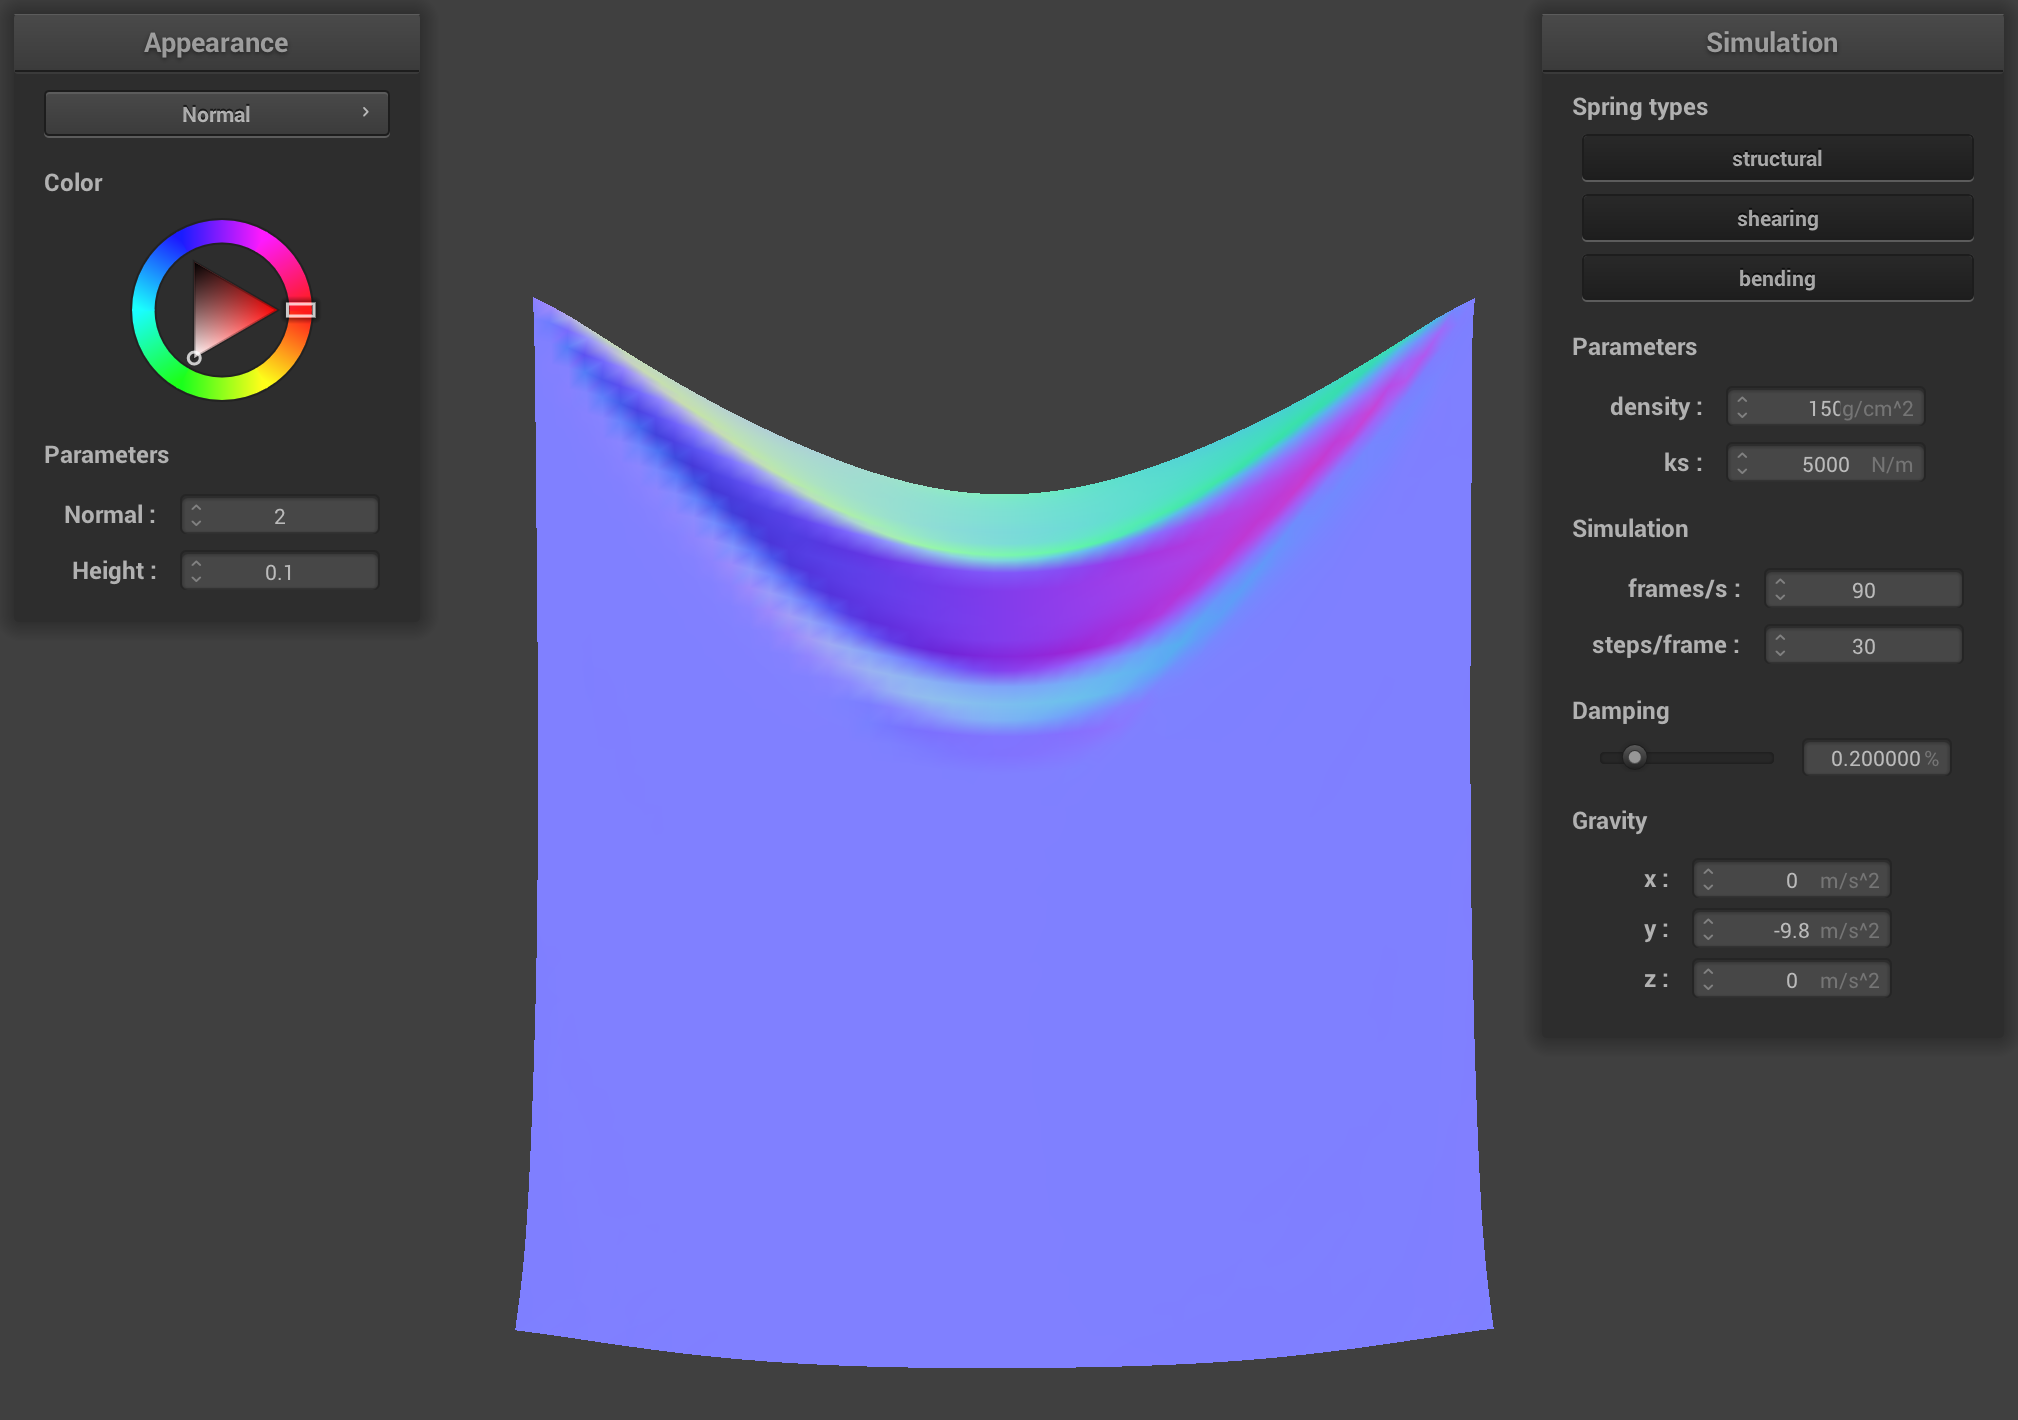 Appearance
Normal
Color
Parameters
Normal : 2
Height : 0.1
Simulation
Spring types
structural
shearing
bending
Parameters
density : 150 g/cm^2
ks : 5000 N/m
Simulation
frames/s : 90
steps/frame : 30
Damping
0.200000 %
Gravity
x : 0 m/s^2
y : -9.8 m/s^2
z : 0 m/s^2